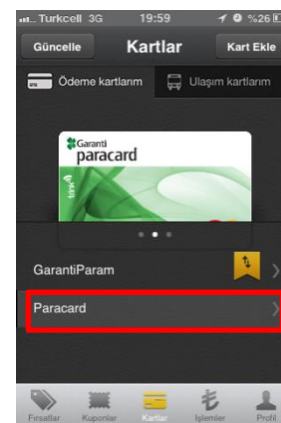 Turkcell 3G 19:59 %26
Güncelle Kartlar Kart Ekle
Ödeme kartlarım Ulaşım kartlarım
Garanti
paracard
GarantiParam
Paracard
Fırsatlar Kuponlar Kartlar İşlemler Profil